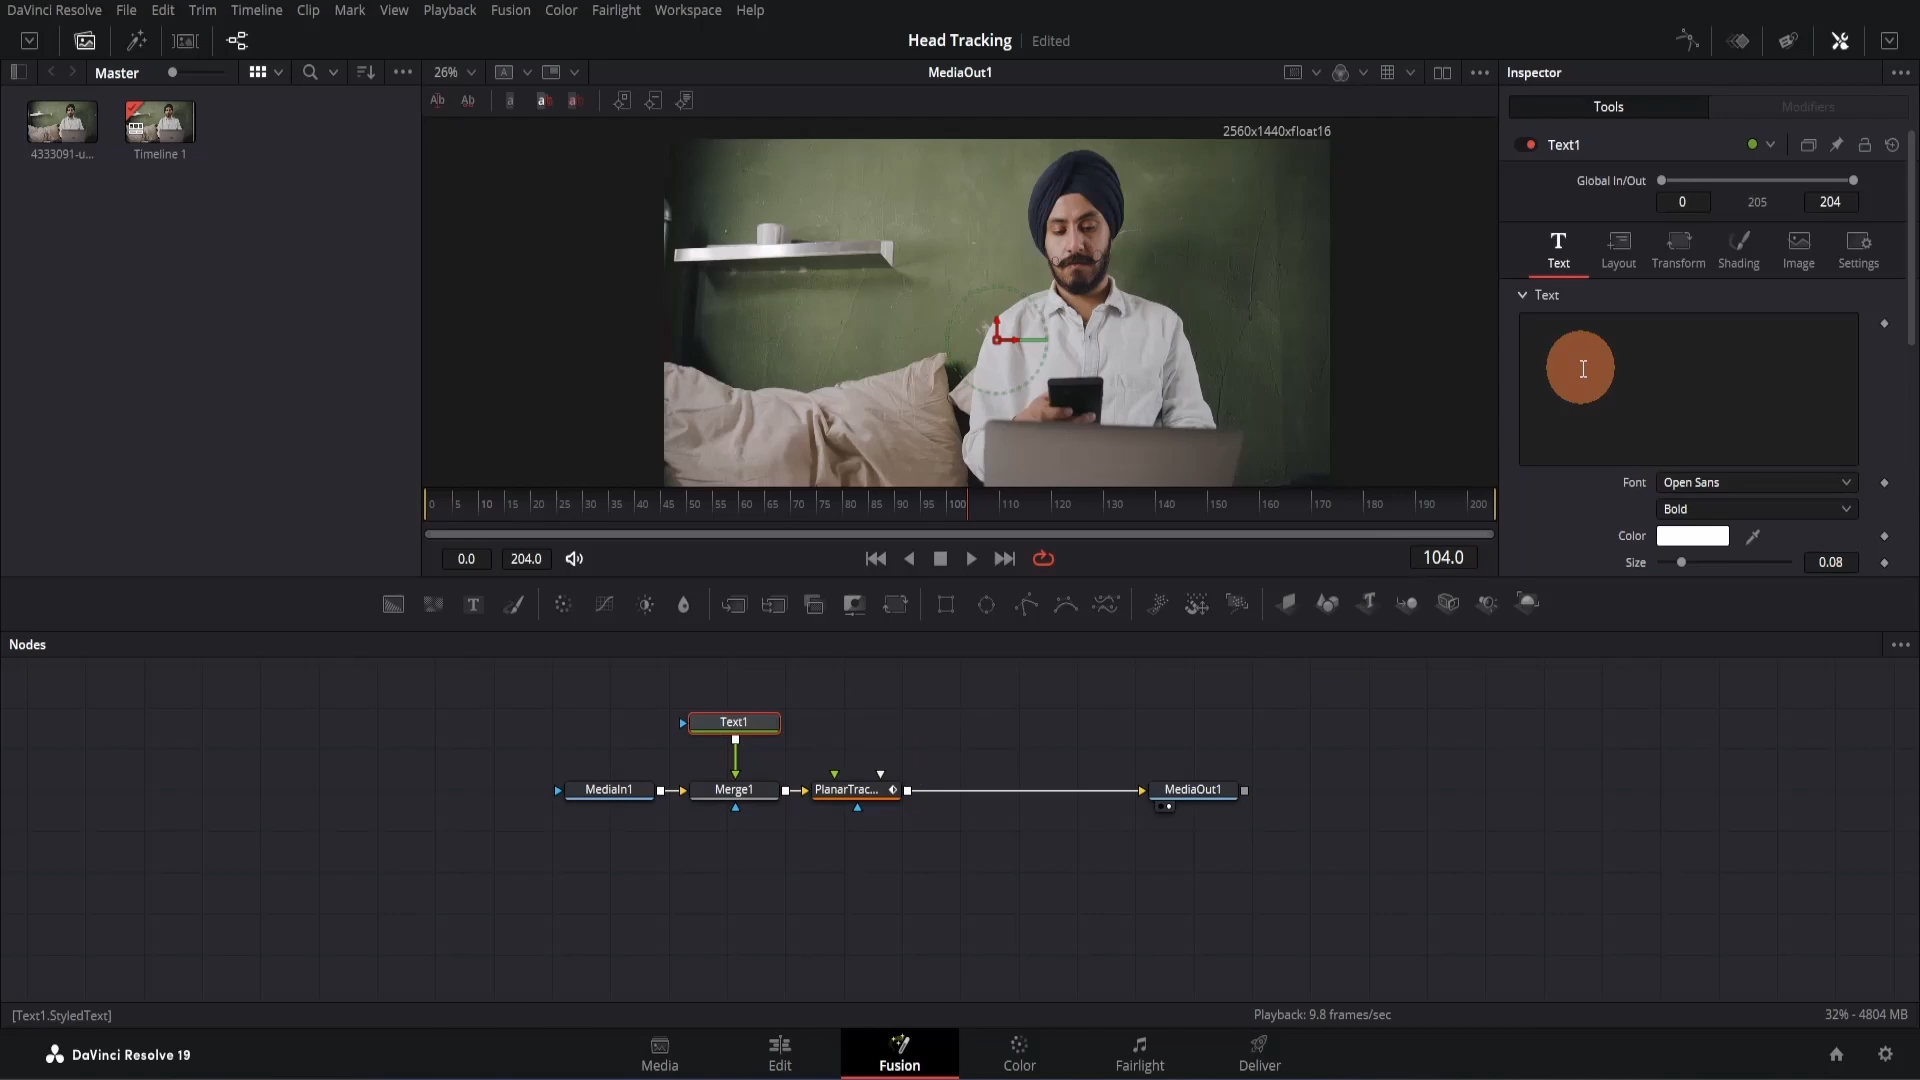 DaVinci Resolve File Edit Trim Timeline Clip Mark View Playback Fusion Color Fairlight Workspace Help
Head Tracking Edited
Master 26% A MediaOut1 Inspector
2560x1440xfloat16
Tools Modifiers
4333091-u... Timeline 1
Text1
Global In/Out
0 205 204
Text Layout Transform Shading Image Settings
Text
Font Open Sans
Bold
Color
Size 0.08
0 5 10 15 20 25 30 35 40 45 50 55 60 65 70 75 80 85 90 95 100 110 120 130 140 150 160 170 180 190 200
0.0 204.0 104.0
Nodes
Text1
MediaIn1 Merge1 PlanarTrac... MediaOut1
[Text1.StyledText] Playback: 9.8 frames/sec 32% - 4804 MB
DaVinci Resolve 19 Media Edit Fusion Color Fairlight Deliver